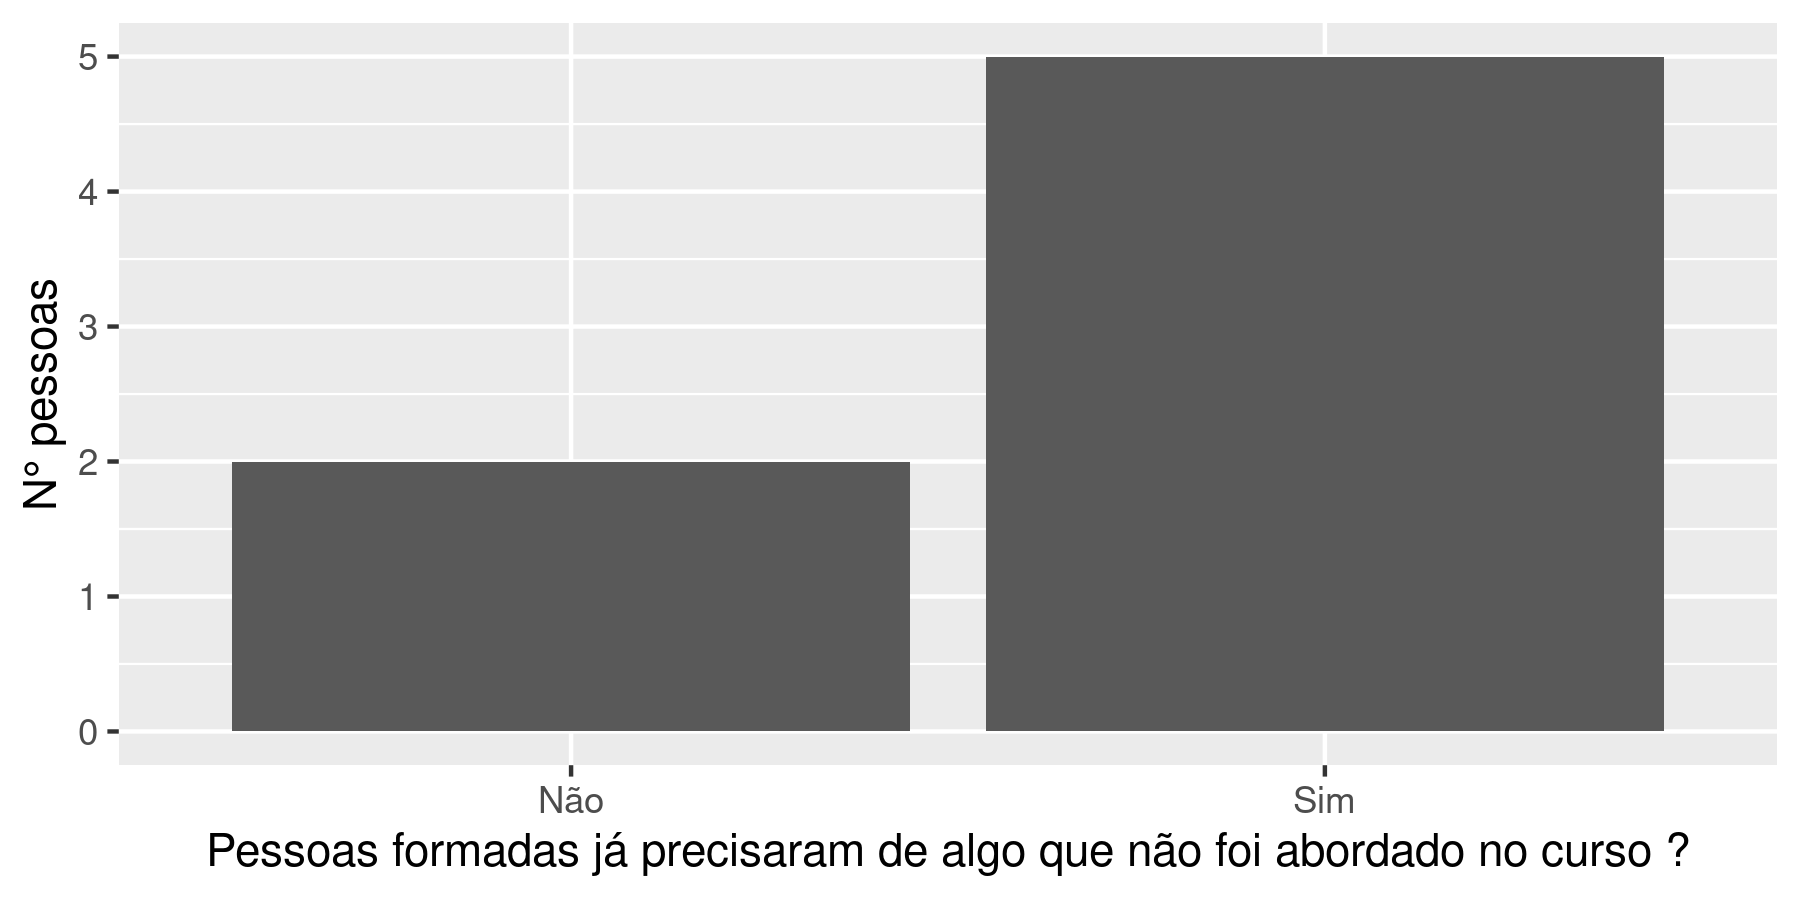 N° pessoas
5
4
3
2
1
0
Não Sim
Pessoas formadas já precisaram de algo que não foi abordado no curso ?